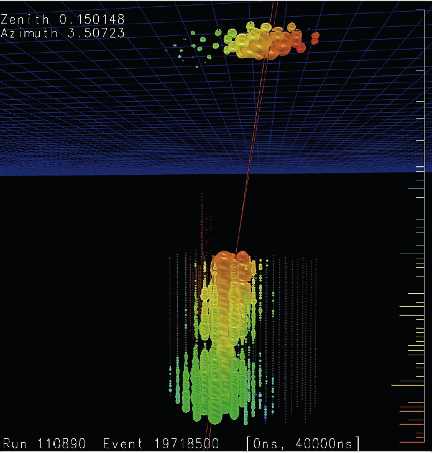 Zenith 0.150148
Azimuth 3.50723
Run 110890 Event 19718500 [0ns, 40000ns]